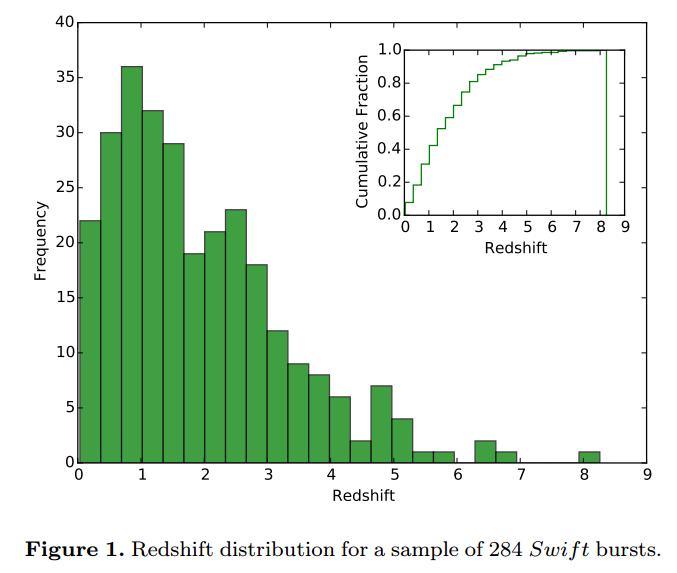 40
35
30
25
20
15
10
5
0
Frequency
0 1 2 3 4 5 6 7 8 9
Redshift
1.0
0.8
0.6
0.4
0.2
0.0
Cumulative Fraction
0 1 2 3 4 5 6 7 8 9
Redshift
Figure 1. Redshift distribution for a sample of 284 Swift bursts.